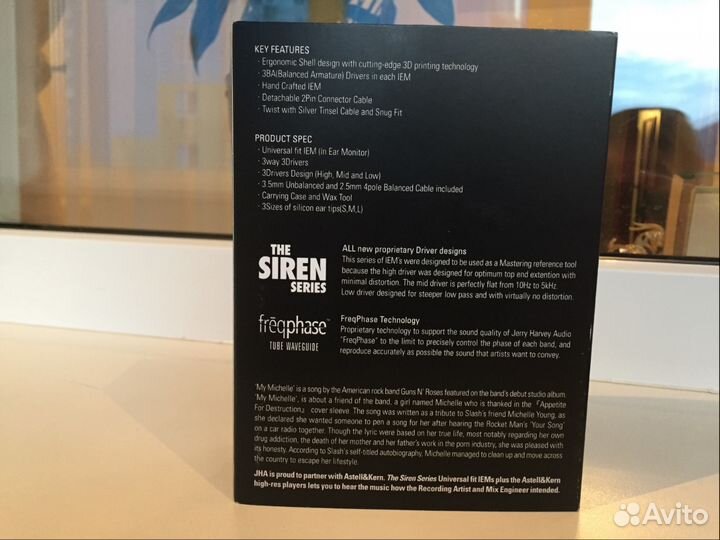 KEY FEATURES
· Ergonomic Shell design with cutting-edge 3D printing technology
· 3BA(Balanced Armature) Drivers in each IEM
· Hand Crafted IEM
· Detachable 2Pin Connector Cable
· Twist with Silver Tinsel Cable and Snug Fit
PRODUCT SPEC
· Universal fit IEM (In Ear Monitor)
· 3way 3Drivers
· 3Drivers Design (High, Mid and Low)
· 3.5mm Unbalanced and 2.5mm 4pole Balanced Cable included
· Carrying Case and Wax Tool
· 3Sizes of silicon ear tips(S,M,L)
THE
SIREN
SERIES
ALL new proprietary Driver designs
This series of IEM's were designed to be used as a Mastering reference tool
because the high driver was designed for optimum top end extention with
minimal distortion. The mid driver is perfectly flat from 10Hz to 5kHz.
Low driver designed for steeper low pass and with virtually no distortion.
frēqphase™
TUBE WAVEGUIDE
FreqPhase Technology
Proprietary technology to support the sound quality of Jerry Harvey Audio
"FreqPhase" to the limit to precisely control the phase of each band, and
reproduce accurately as possible the sound that artists want to convey.
'My Michelle' is a song by the American rock band Guns N' Roses featured on the band's debut studio album.
'My Michelle,' is about a friend of the band, a girl named Michelle who is thanked in the 『Appetite
For Destruction』 cover sleeve. The song was written as a tribute to Slash's friend Michelle Young, as
she declared she wanted someone to pen a song for her after hearing the Rocket Man's 'Your Song'
on a car radio together. Though the lyric were based on her true life, most notably regarding her own
drug addiction, the death of her mother and her father's work in the porn industry, she was pleased with
its honesty. According to Slash's self-titled autobiography, Michelle managed to clean up and move across
the country to escape her lifestyle.
JHA is proud to partner with Astell&Kern. The Siren Series Universal fit IEMs plus the Astell&Kern
high-res players lets you to hear the music how the Recording Artist and Mix Engineer intended.
Avito